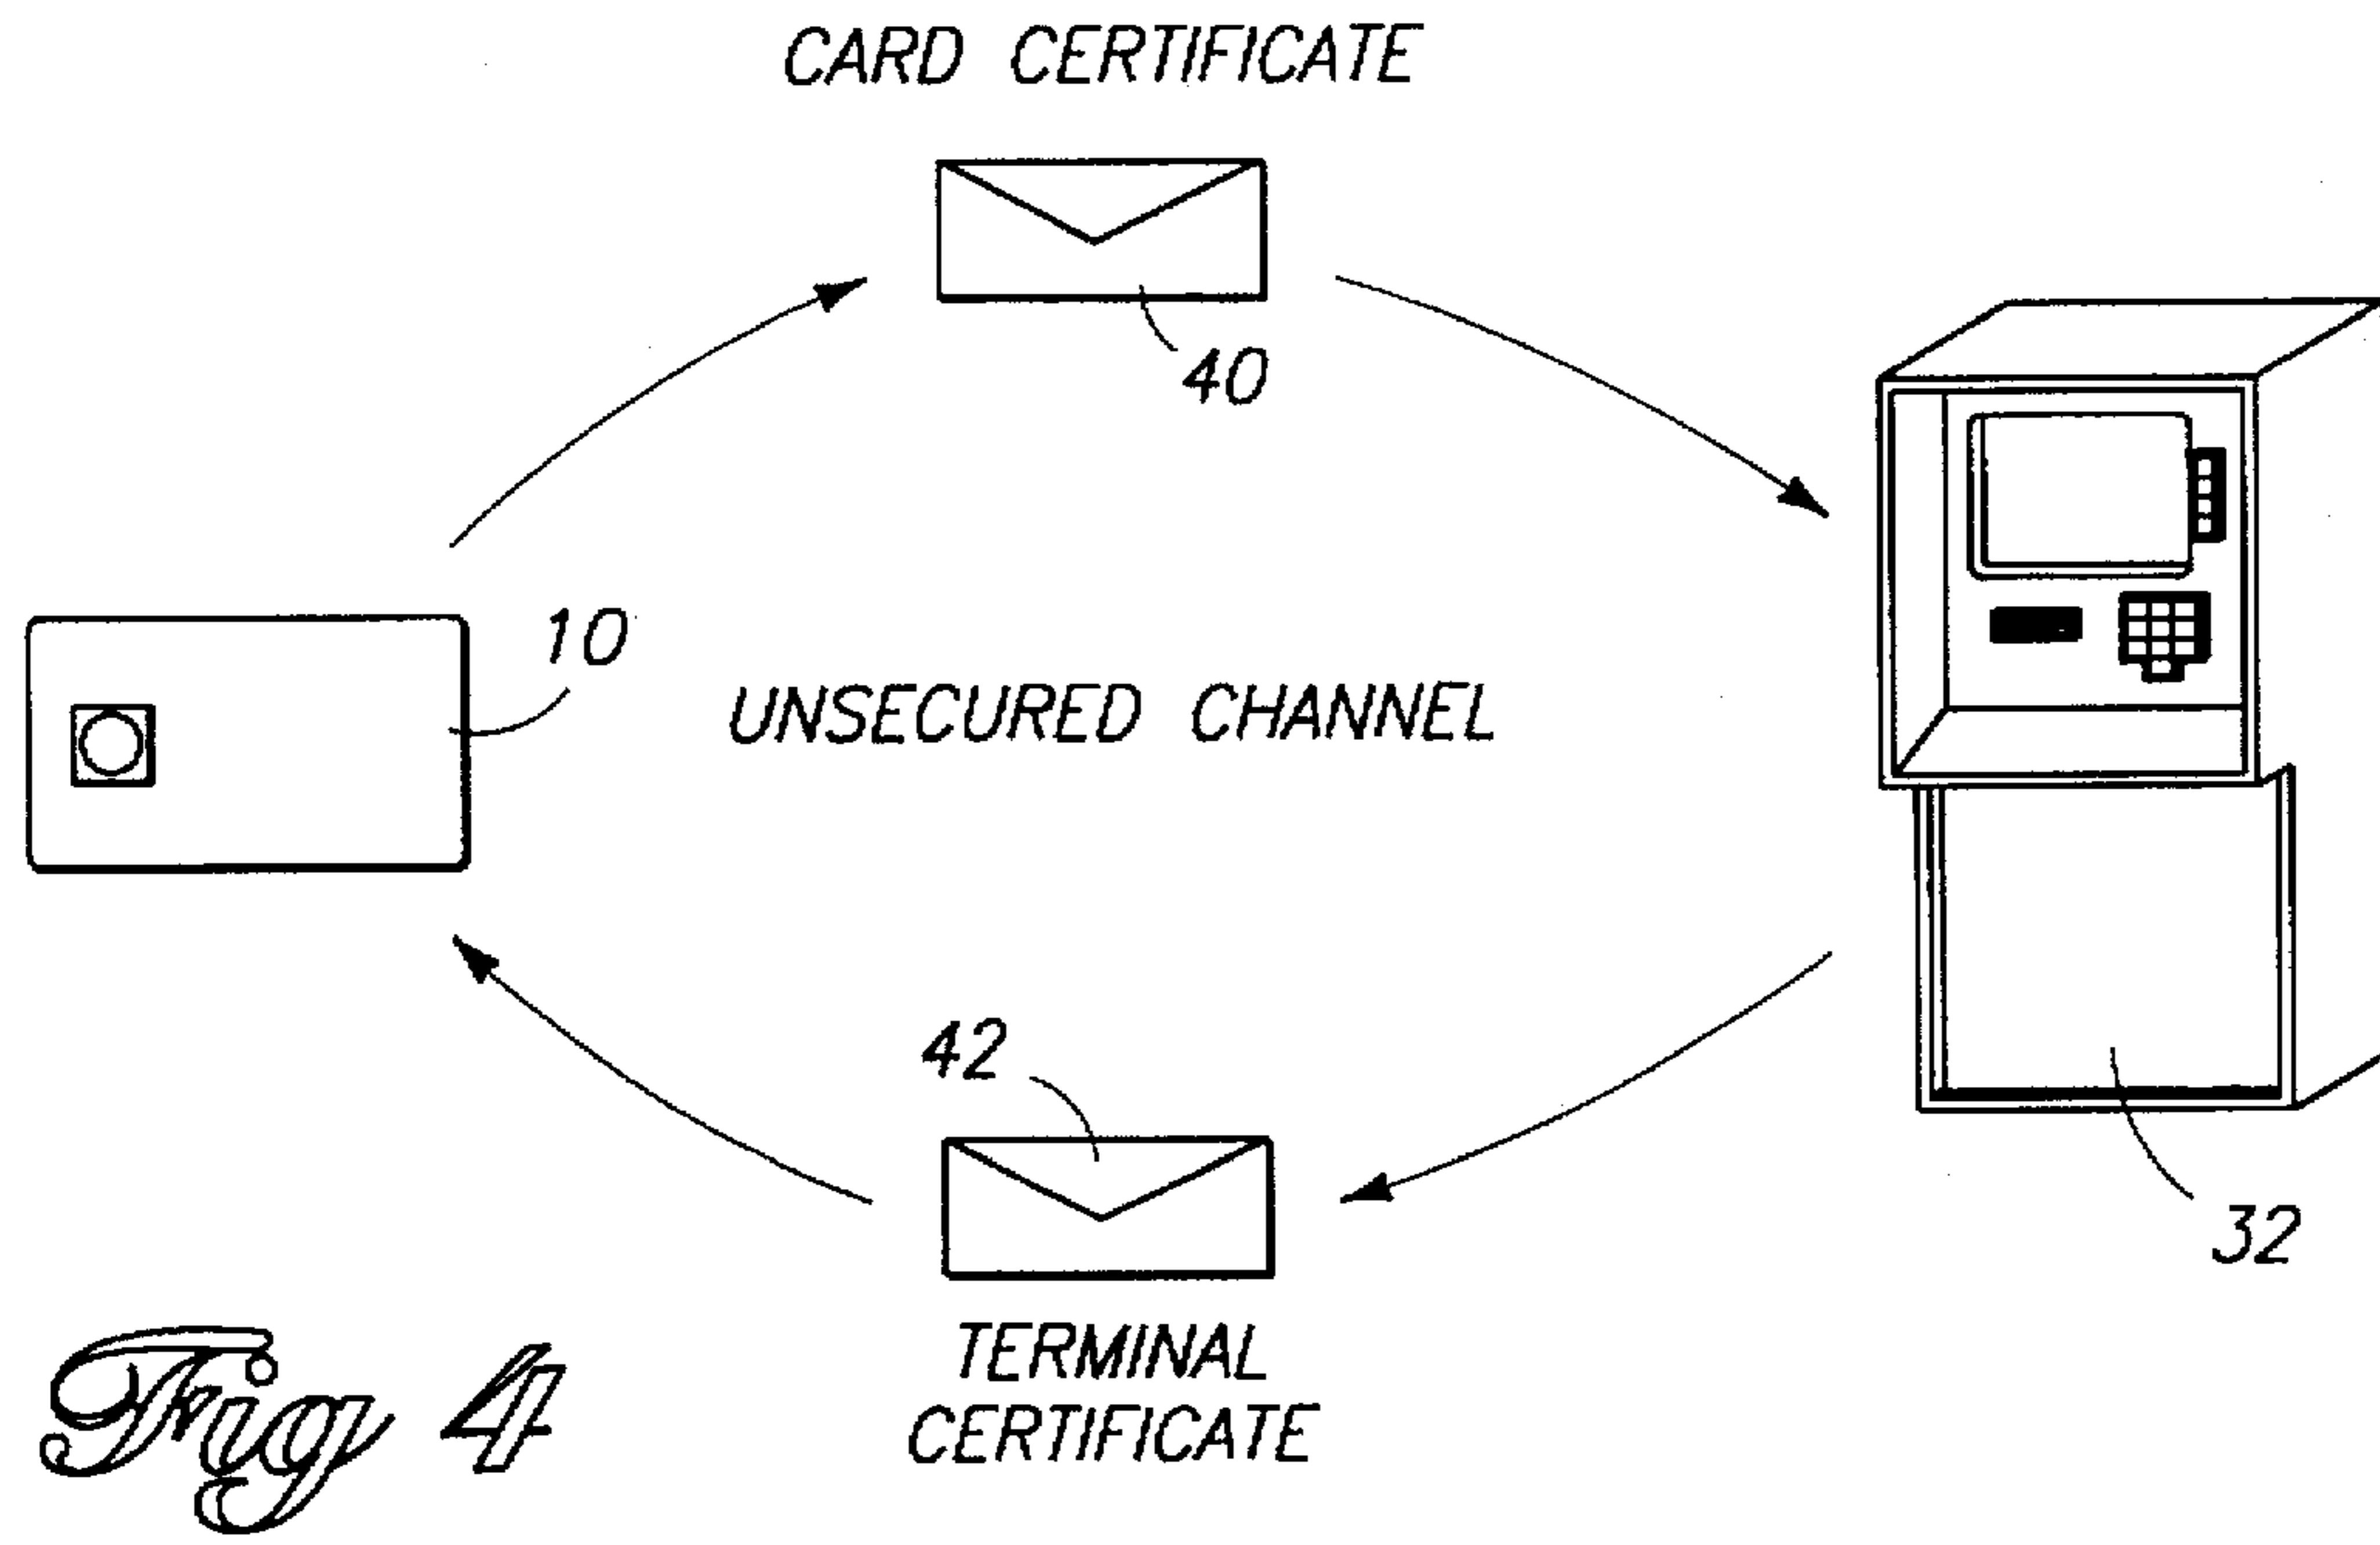 CARD CERTIFICATE
40
10
UNSECURED CHANNEL
42
32
TERMINAL
CERTIFICATE
Fig 4